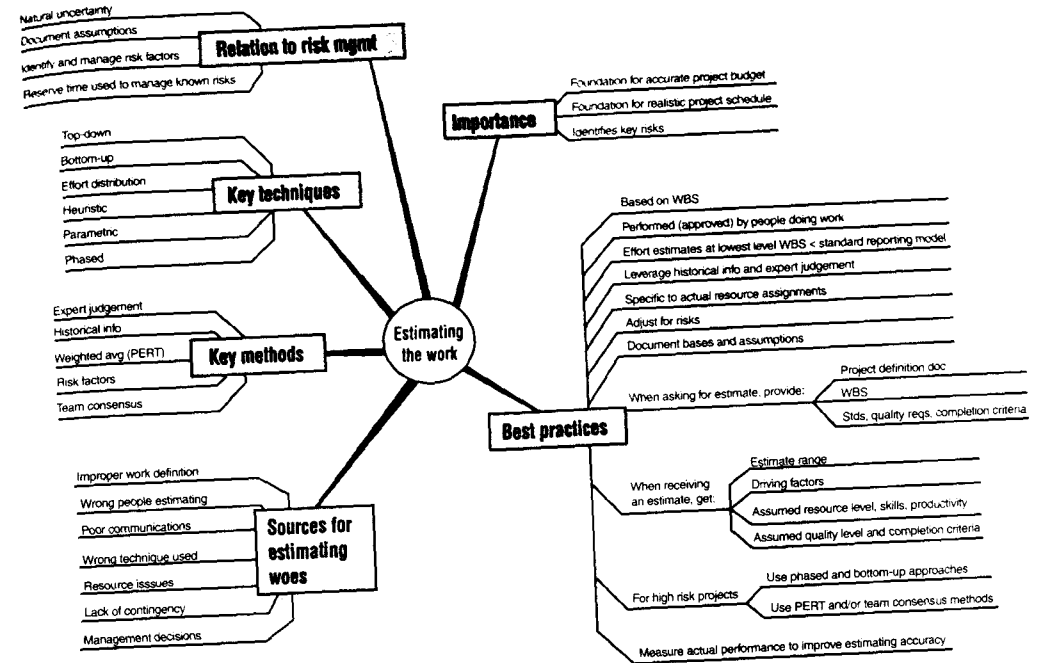 Natural uncertainty
Document assumptions
Identify and manage risk factors
Reserve time used to manage known risks
Relation to risk mgmt
Importance
Foundation for accurate project budget
Foundation for realistic project schedule
Identifies key risks
Top-down
Bottom-up
Effort distribution
Heuristic
Parametric
Phased
Key techniques
Expert judgement
Historical info
Weighted avg (PERT)
Risk factors
Team consensus
Key methods
Estimating
the work
Best practices
Based on WBS
Performed (approved) by people doing work
Effort estimates at lowest level WBS < standard reporting model
Leverage historical info and expert judgement
Specific to actual resource assignments
Adjust for risks
Document bases and assumptions
When asking for estimate, provide:
Project definition doc
WBS
Stds, quality reqs, completion criteria
When receiving
an estimate, get:
Estimate range
Driving factors
Assumed resource level, skills, productivity
Assumed quality level and completion criteria
For high risk projects
Use phased and bottom-up approaches
Use PERT and/or team consensus methods
Measure actual performance to improve estimating accuracy
Improper work definition
Wrong people estimating
Poor communications
Wrong technique used
Resource isssues
Lack of contingency
Management decisions
Sources for
estimating
woes